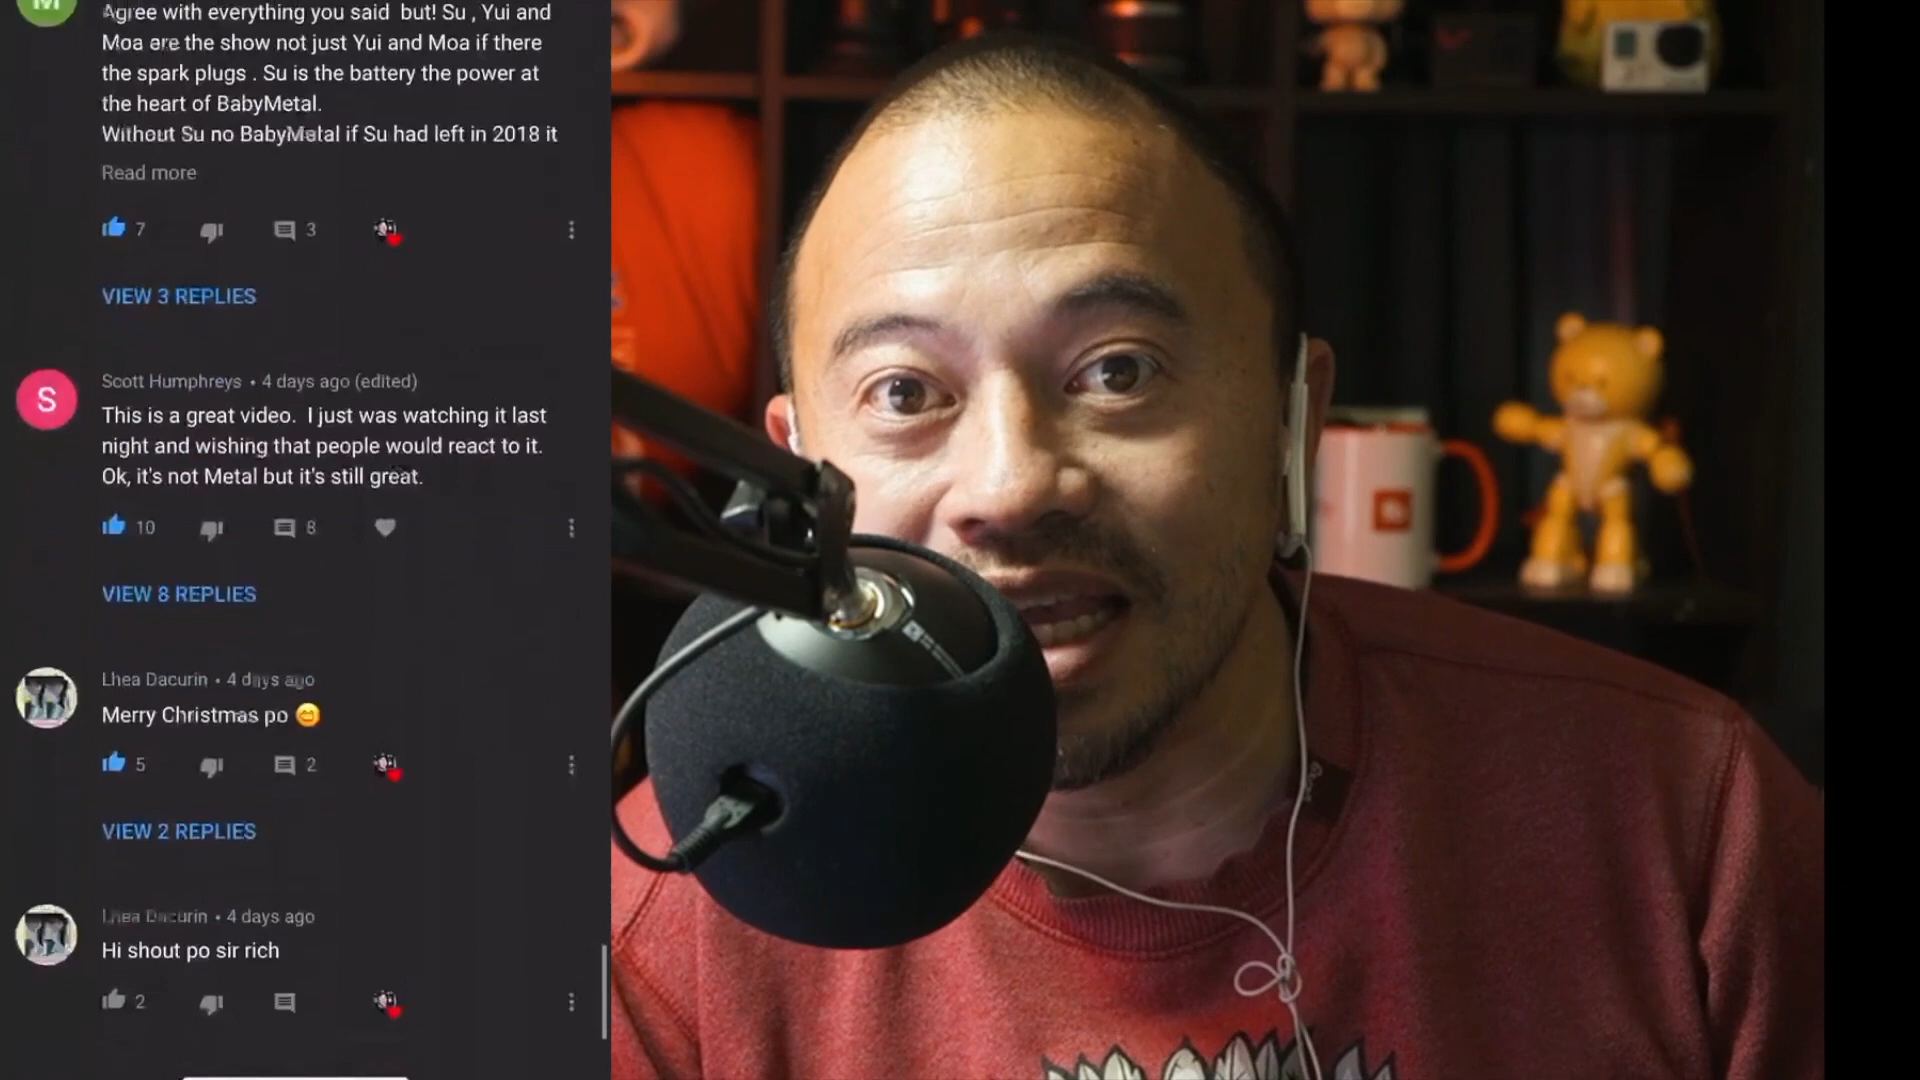 Agree with everything you said but! Su , Yui and
Moa are the show not just Yui and Moa if there
the spark plugs . Su is the battery the power at
the heart of BabyMetal.
Without Su no BabyMetal if Su had left in 2018 it
Read more
7
3
VIEW 3 REPLIES
S
Scott Humphreys • 4 days ago (edited)
This is a great video. I just was watching it last
night and wishing that people would react to it.
Ok, it's not Metal but it's still great.
10
8
VIEW 8 REPLIES
Lhea Dacurin • 4 days ago
Merry Christmas po 😊
5
2
VIEW 2 REPLIES
Lhea Dacurin • 4 days ago
Hi shout po sir rich
2